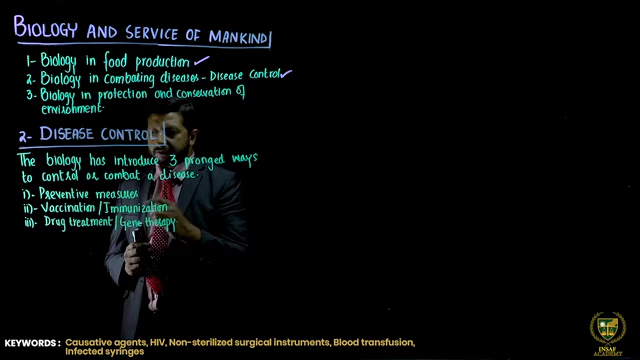 BIOLOGY AND SERVICE OF MANKIND
1- Biology in food production ✓
2- Biology in combating diseases - Disease control ✓
3- Biology in protection and conservation of
environment.
2- DISEASE CONTROL
The biology has introduce 3 pronged ways
to control or combat a disease.
i)- Preventive measures
ii)- Vaccination/Immunization
iii)- Drug treatment/Gene therapy.
KEYWORDS : Causative agents, HIV, Non-sterilized surgical instruments, Blood transfusion,
Infected syringes
INSAF
ACADEMY